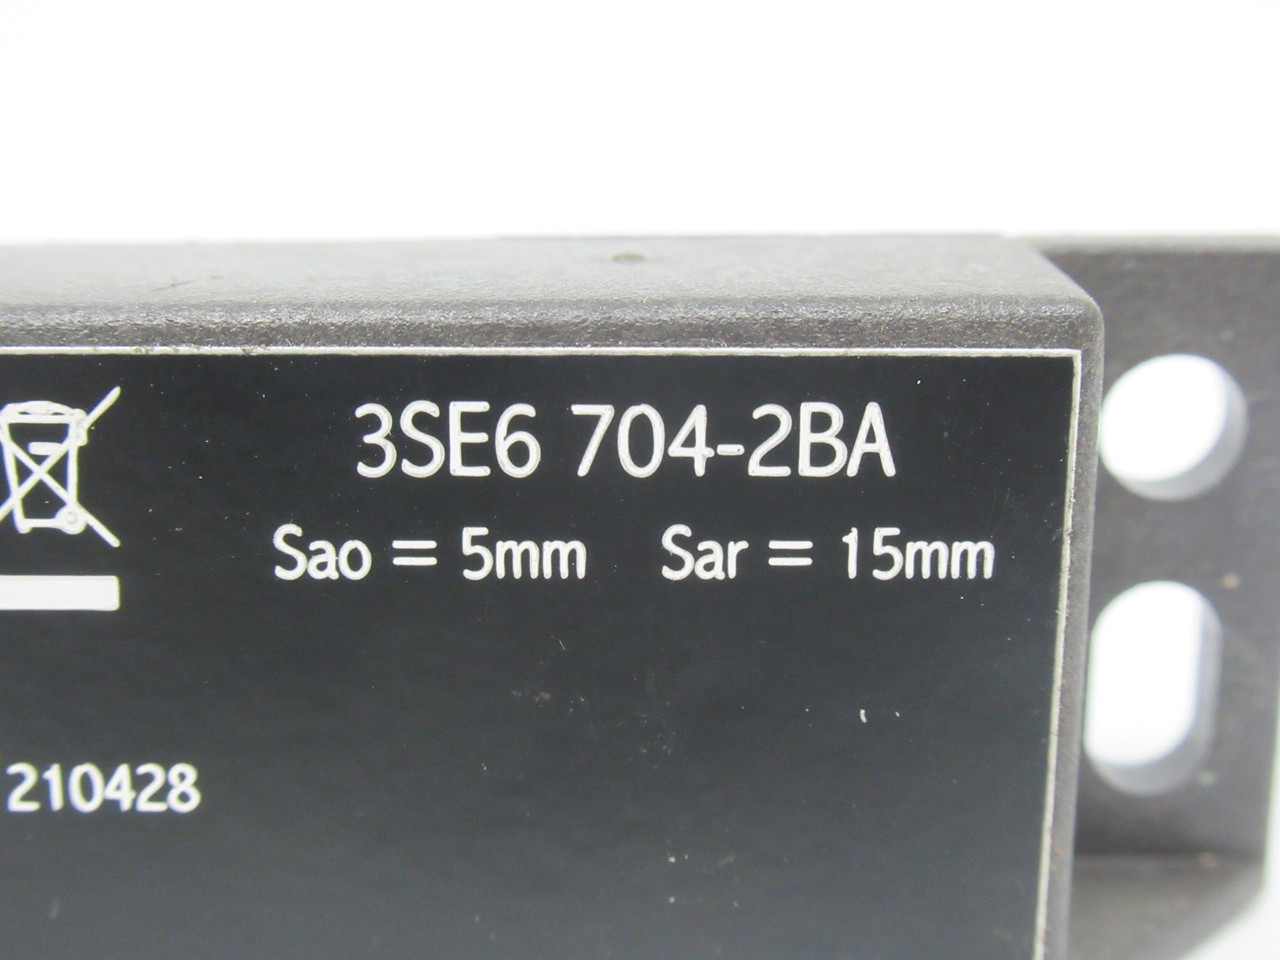 3SE6 704-2BA
Sao = 5mm Sar = 15mm
210428